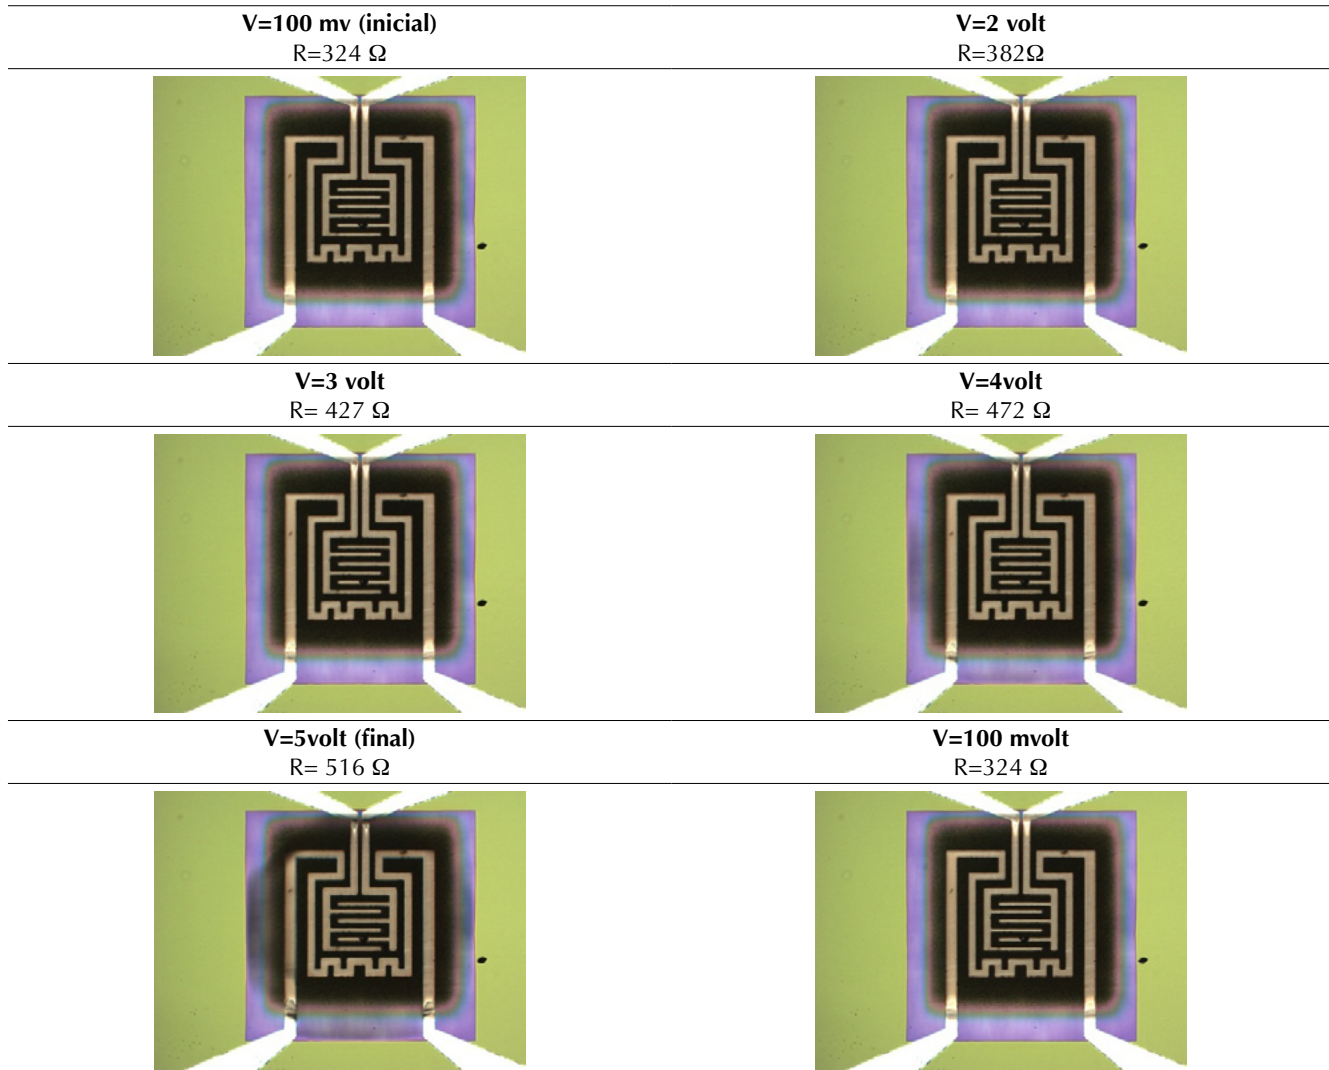 V=100 mv (inicial)
R=324 Ω
V=2 volt
R=382Ω
V=3 volt
R= 427 Ω
V=4volt
R= 472 Ω
V=5volt (final)
R= 516 Ω
V=100 mvolt
R=324 Ω